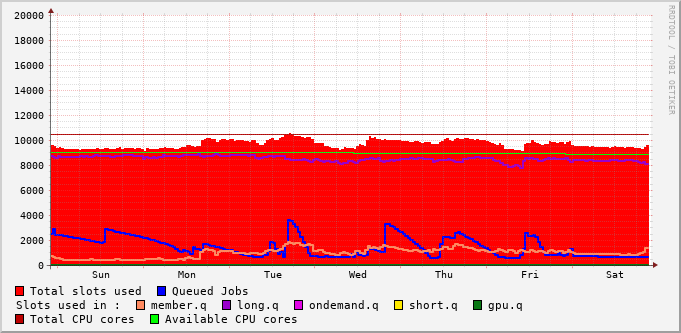 RRDTOOL / TOBI OETIKER
20000
18000
16000
14000
12000
10000
8000
6000
4000
2000
0
Sun Mon Tue Wed Thu Fri Sat
Total slots used Queued Jobs
Slots used in : member.q long.q ondemand.q short.q gpu.q
Total CPU cores Available CPU cores